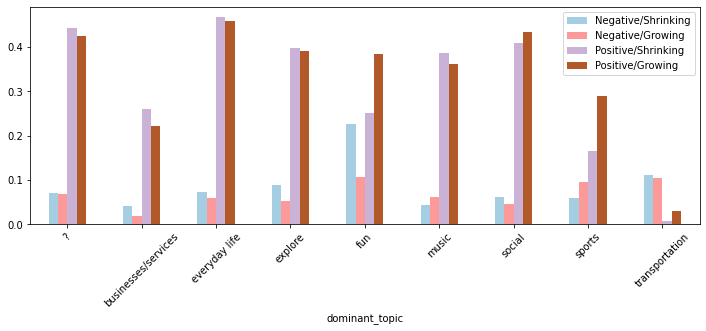 Negative/Shrinking
Negative/Growing
Positive/Shrinking
Positive/Growing
0.4
0.3
0.2
0.1
0.0
?
businesses/services
everyday life
explore
fun
music
social
sports
transportation
dominant_topic